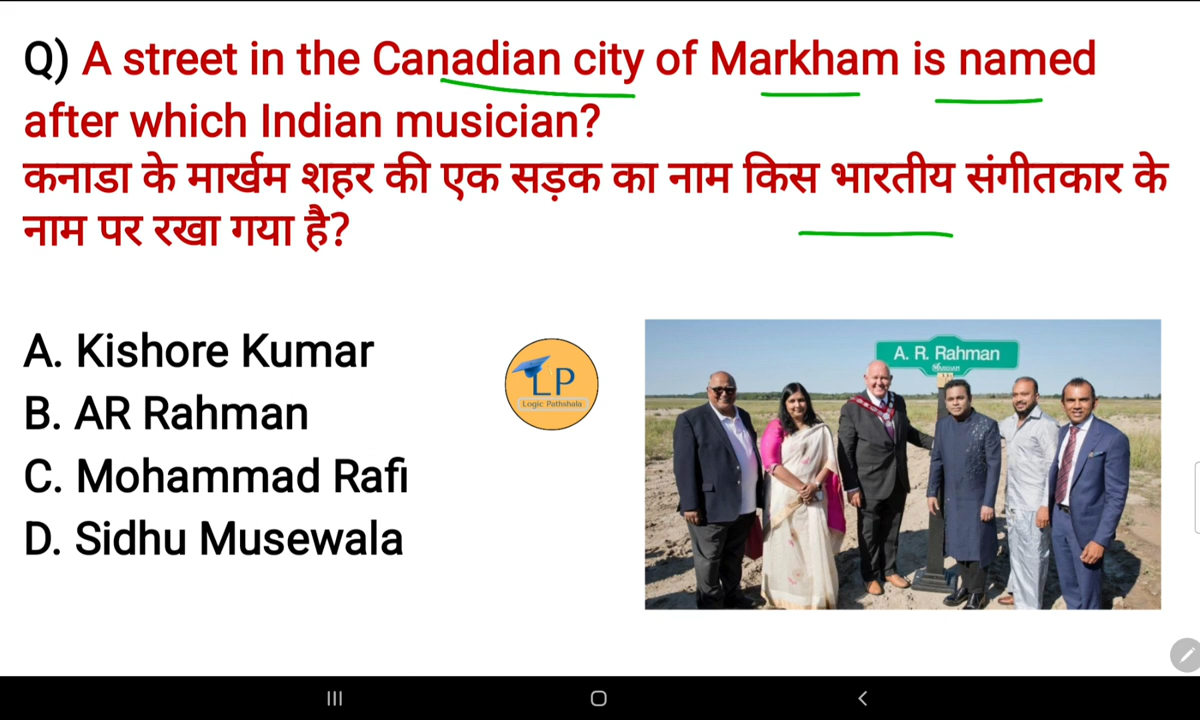 Q) A street in the Canadian city of Markham is named
after which Indian musician?
कनाडा के मार्खम शहर की एक सड़क का नाम किस भारतीय संगीतकार के
नाम पर रखा गया है?
A. Kishore Kumar
B. AR Rahman
C. Mohammad Rafi
D. Sidhu Musewala
LP
Logic Pathshala
A. R. Rahman
MARKHAM